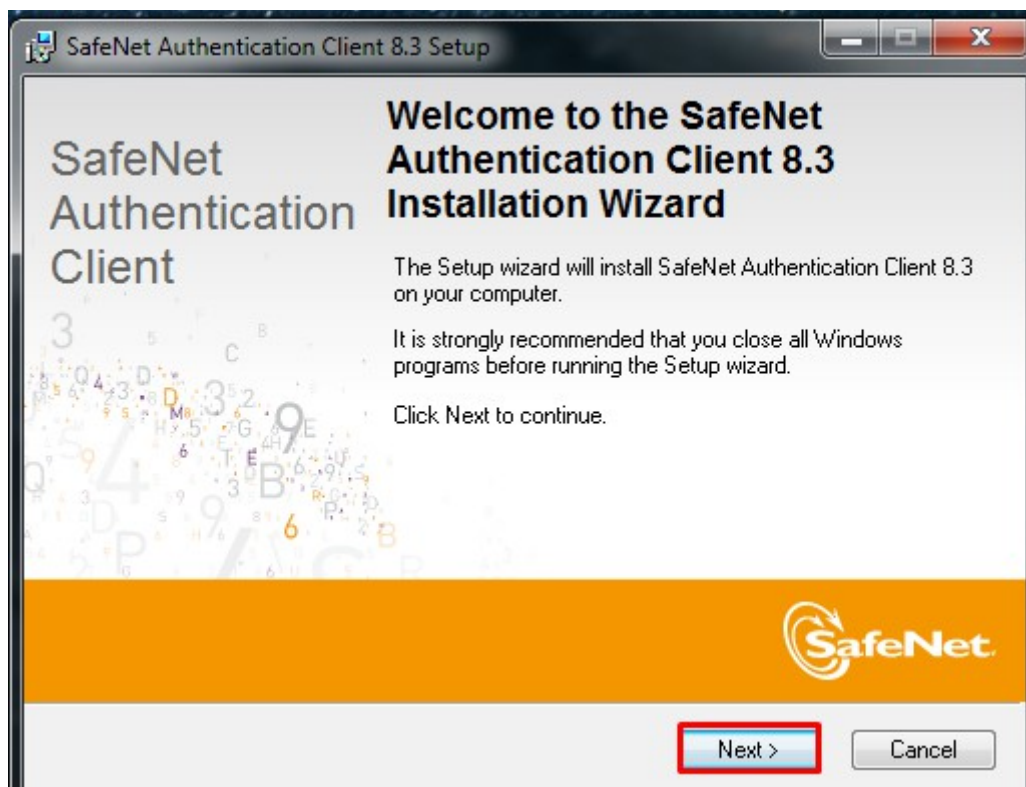 SafeNet Authentication Client 8.3 Setup
SafeNet
Authentication
Client
Welcome to the SafeNet
Authentication Client 8.3
Installation Wizard
The Setup wizard will install SafeNet Authentication Client 8.3
on your computer.
It is strongly recommended that you close all Windows
programs before running the Setup wizard.
Click Next to continue.
SafeNet.
Next >
Cancel